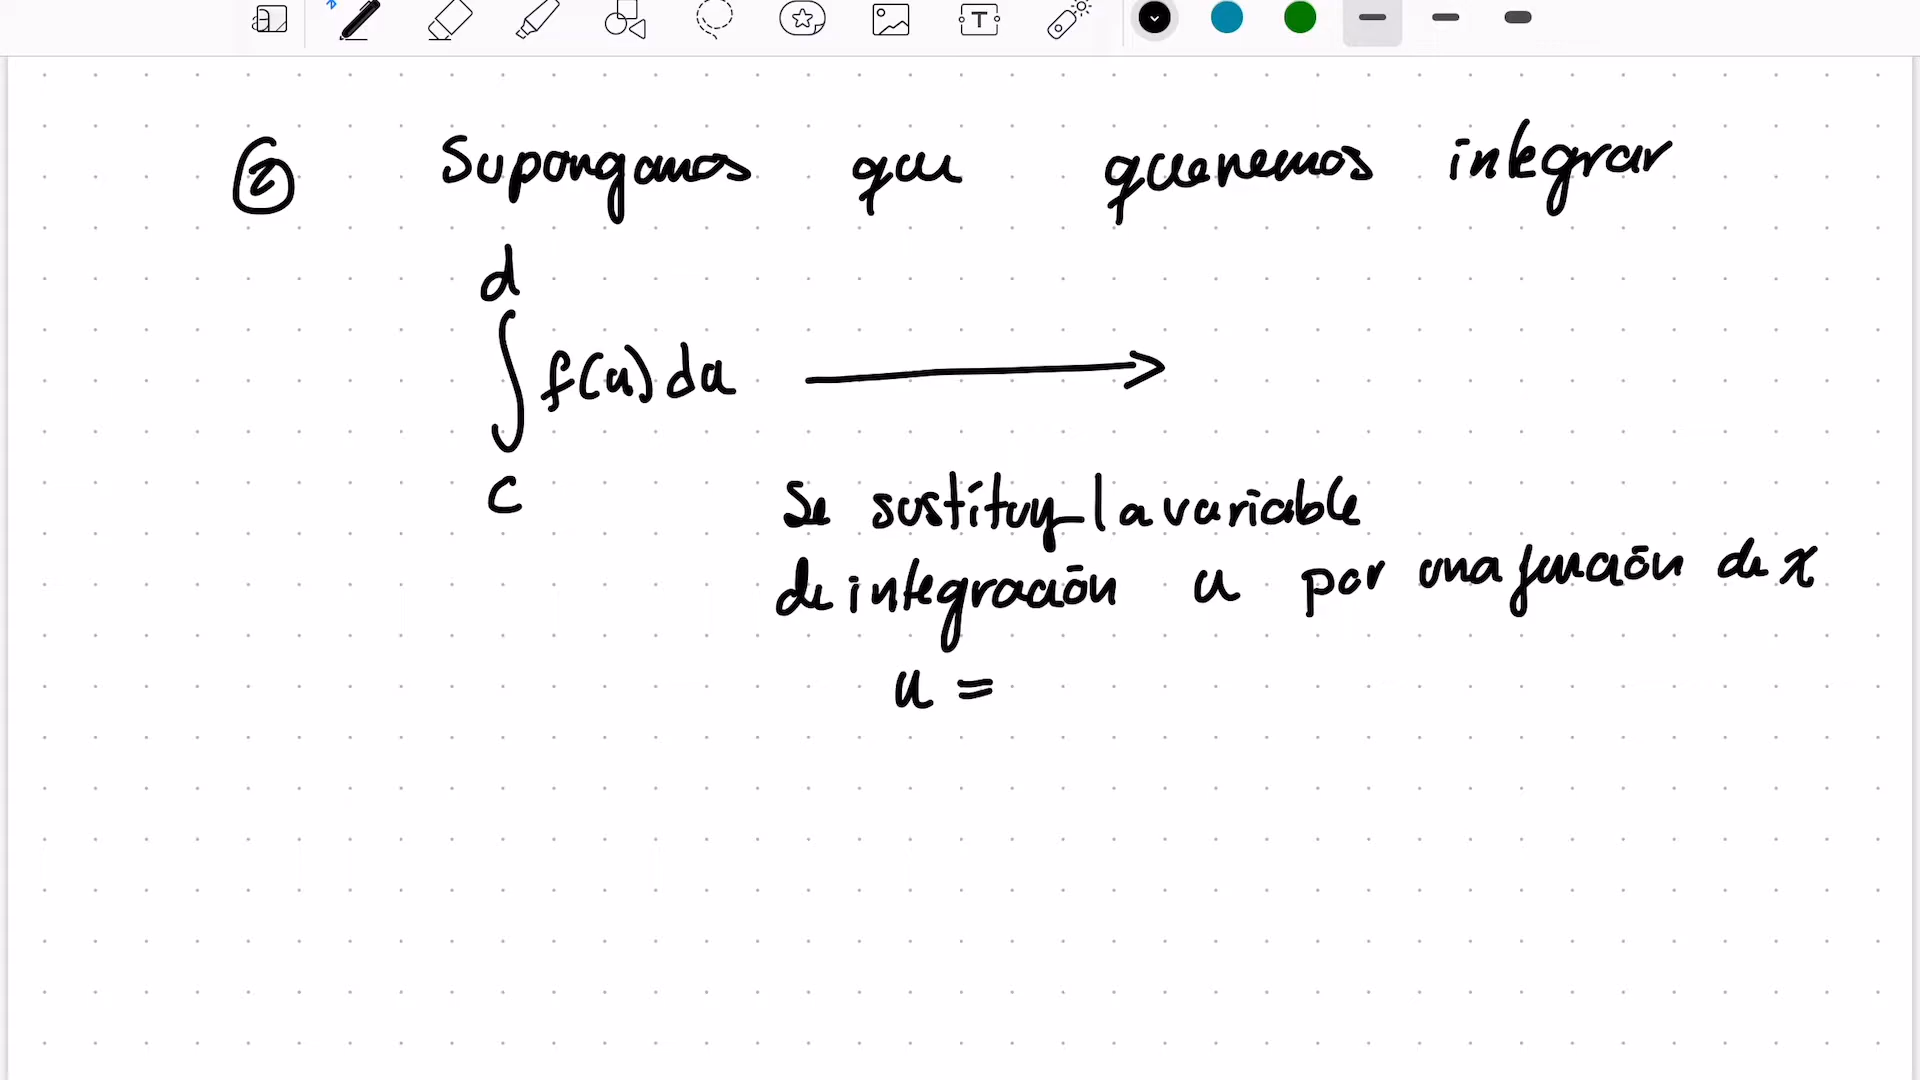 ② Supongamos que queremos integrar
d
∫ f(u) du ⟶
c
Se sustituye la variable
de integración u por una función de x
u =